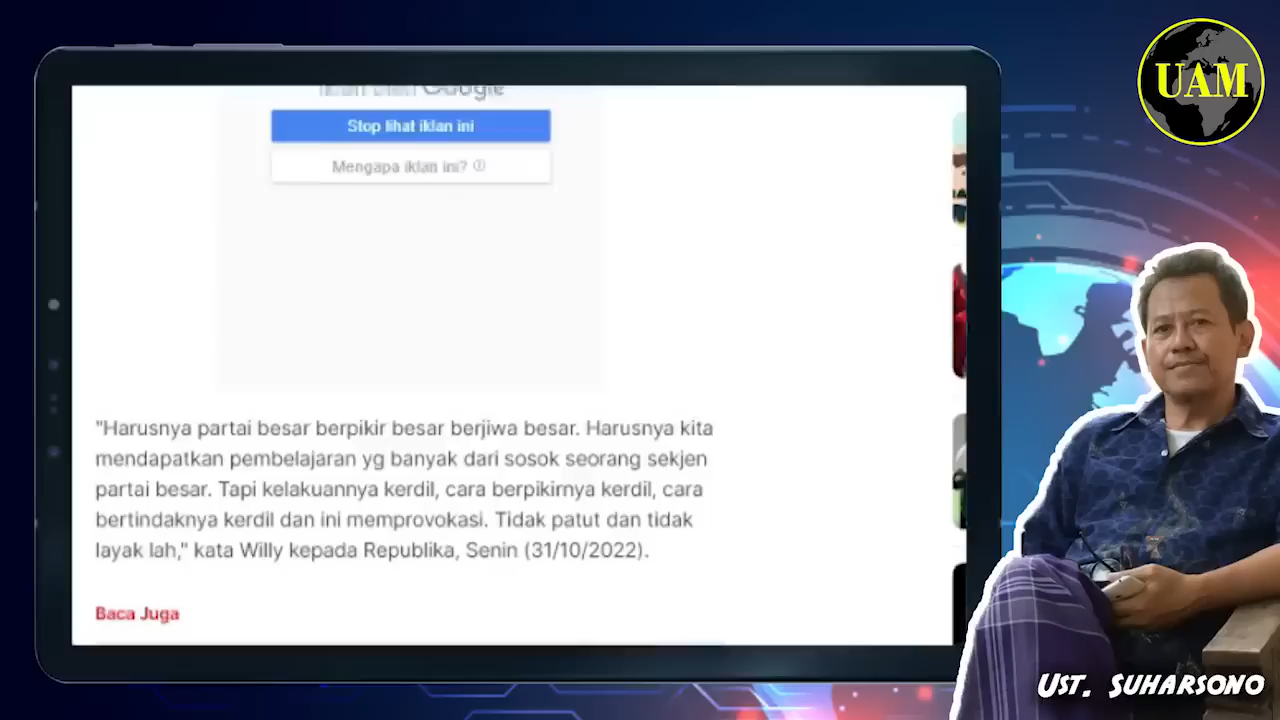 UAM
Google
Stop lihat iklan ini
Mengapa iklan ini?
"Harusnya partai besar berpikir besar berjiwa besar. Harusnya kita
mendapatkan pembelajaran yg banyak dari sosok seorang sekjen
partai besar. Tapi kelakuannya kerdil, cara berpikirnya kerdil, cara
bertindaknya kerdil dan ini memprovokasi. Tidak patut dan tidak
layak lah," kata Willy kepada Republika, Senin (31/10/2022).
Baca Juga
UST. SUHARSONO